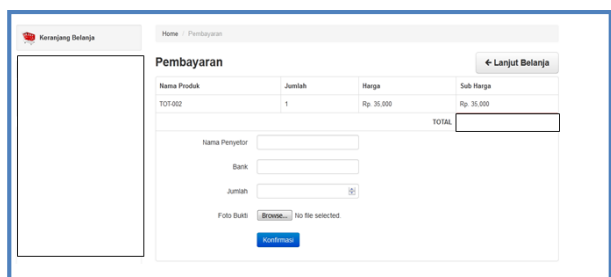 Keranjang Belanja
Home / Pembayaran
Pembayaran
← Lanjut Belanja
Nama Produk Jumlah Harga Sub Harga
TOT-002 1 Rp. 35,000 Rp. 35,000
TOTAL
Nama Penyetor
Bank
Jumlah
Foto Bukti Browse... No file selected.
Konfirmasi